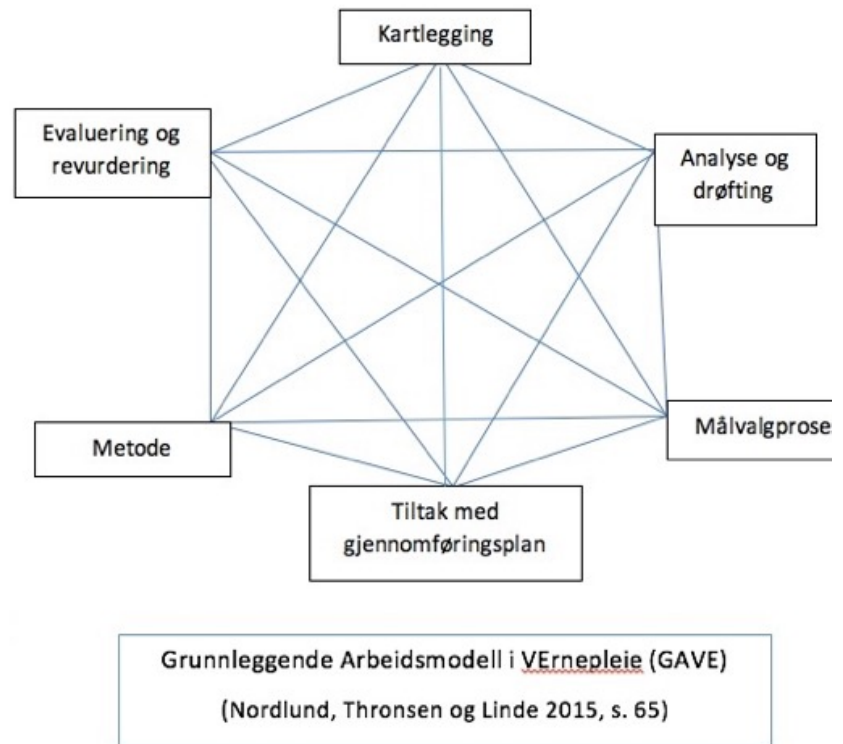 Kartlegging
Evaluering og
revurdering
Analyse og
drøfting
Metode
Målvalgprose
Tiltak med
gjennomføringsplan
Grunnleggende Arbeidsmodell i VErnepleie (GAVE)
(Nordlund, Thronsen og Linde 2015, s. 65)